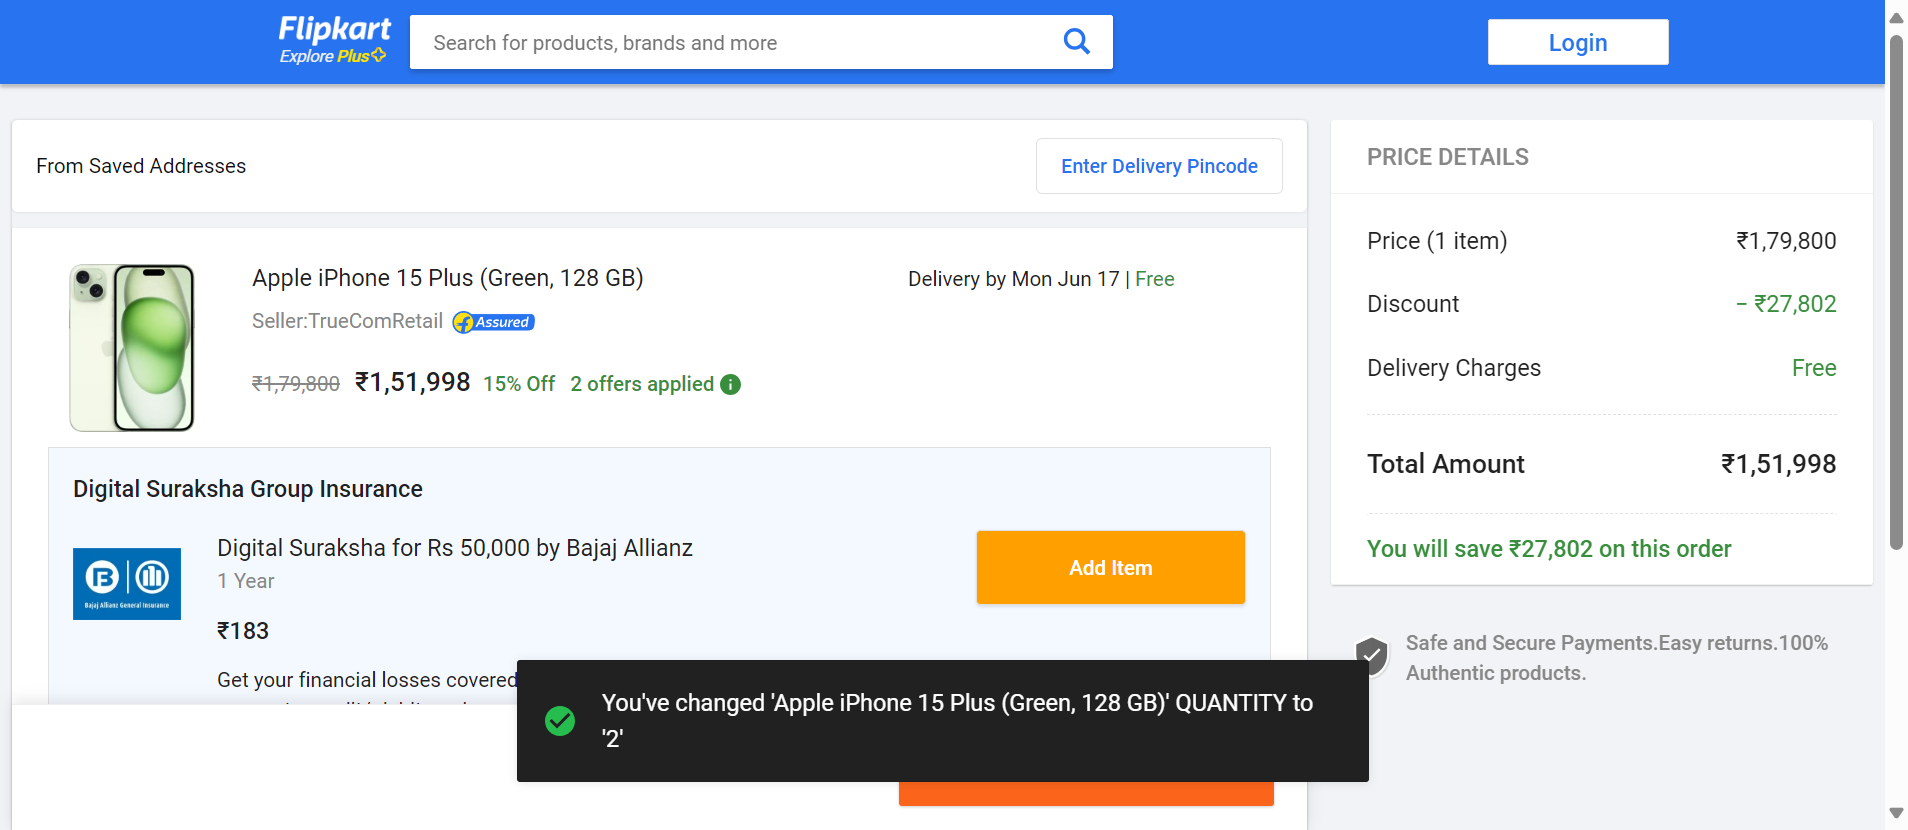 Flipkart
Explore Plus
Search for products, brands and more
Login
From Saved Addresses
Enter Delivery Pincode
Apple iPhone 15 Plus (Green, 128 GB)
Delivery by Mon Jun 17 | Free
Seller:TrueComRetail
Assured
₹1,79,800 ₹1,51,998 15% Off 2 offers applied
Digital Suraksha Group Insurance
Digital Suraksha for Rs 50,000 by Bajaj Allianz
1 Year
Bajaj Allianz General Insurance
₹183
Add Item
Get your financial losses covered
You've changed 'Apple iPhone 15 Plus (Green, 128 GB)' QUANTITY to
'2'
PRICE DETAILS
Price (1 item) ₹1,79,800
Discount − ₹27,802
Delivery Charges Free
Total Amount ₹1,51,998
You will save ₹27,802 on this order
Safe and Secure Payments.Easy returns.100%
Authentic products.